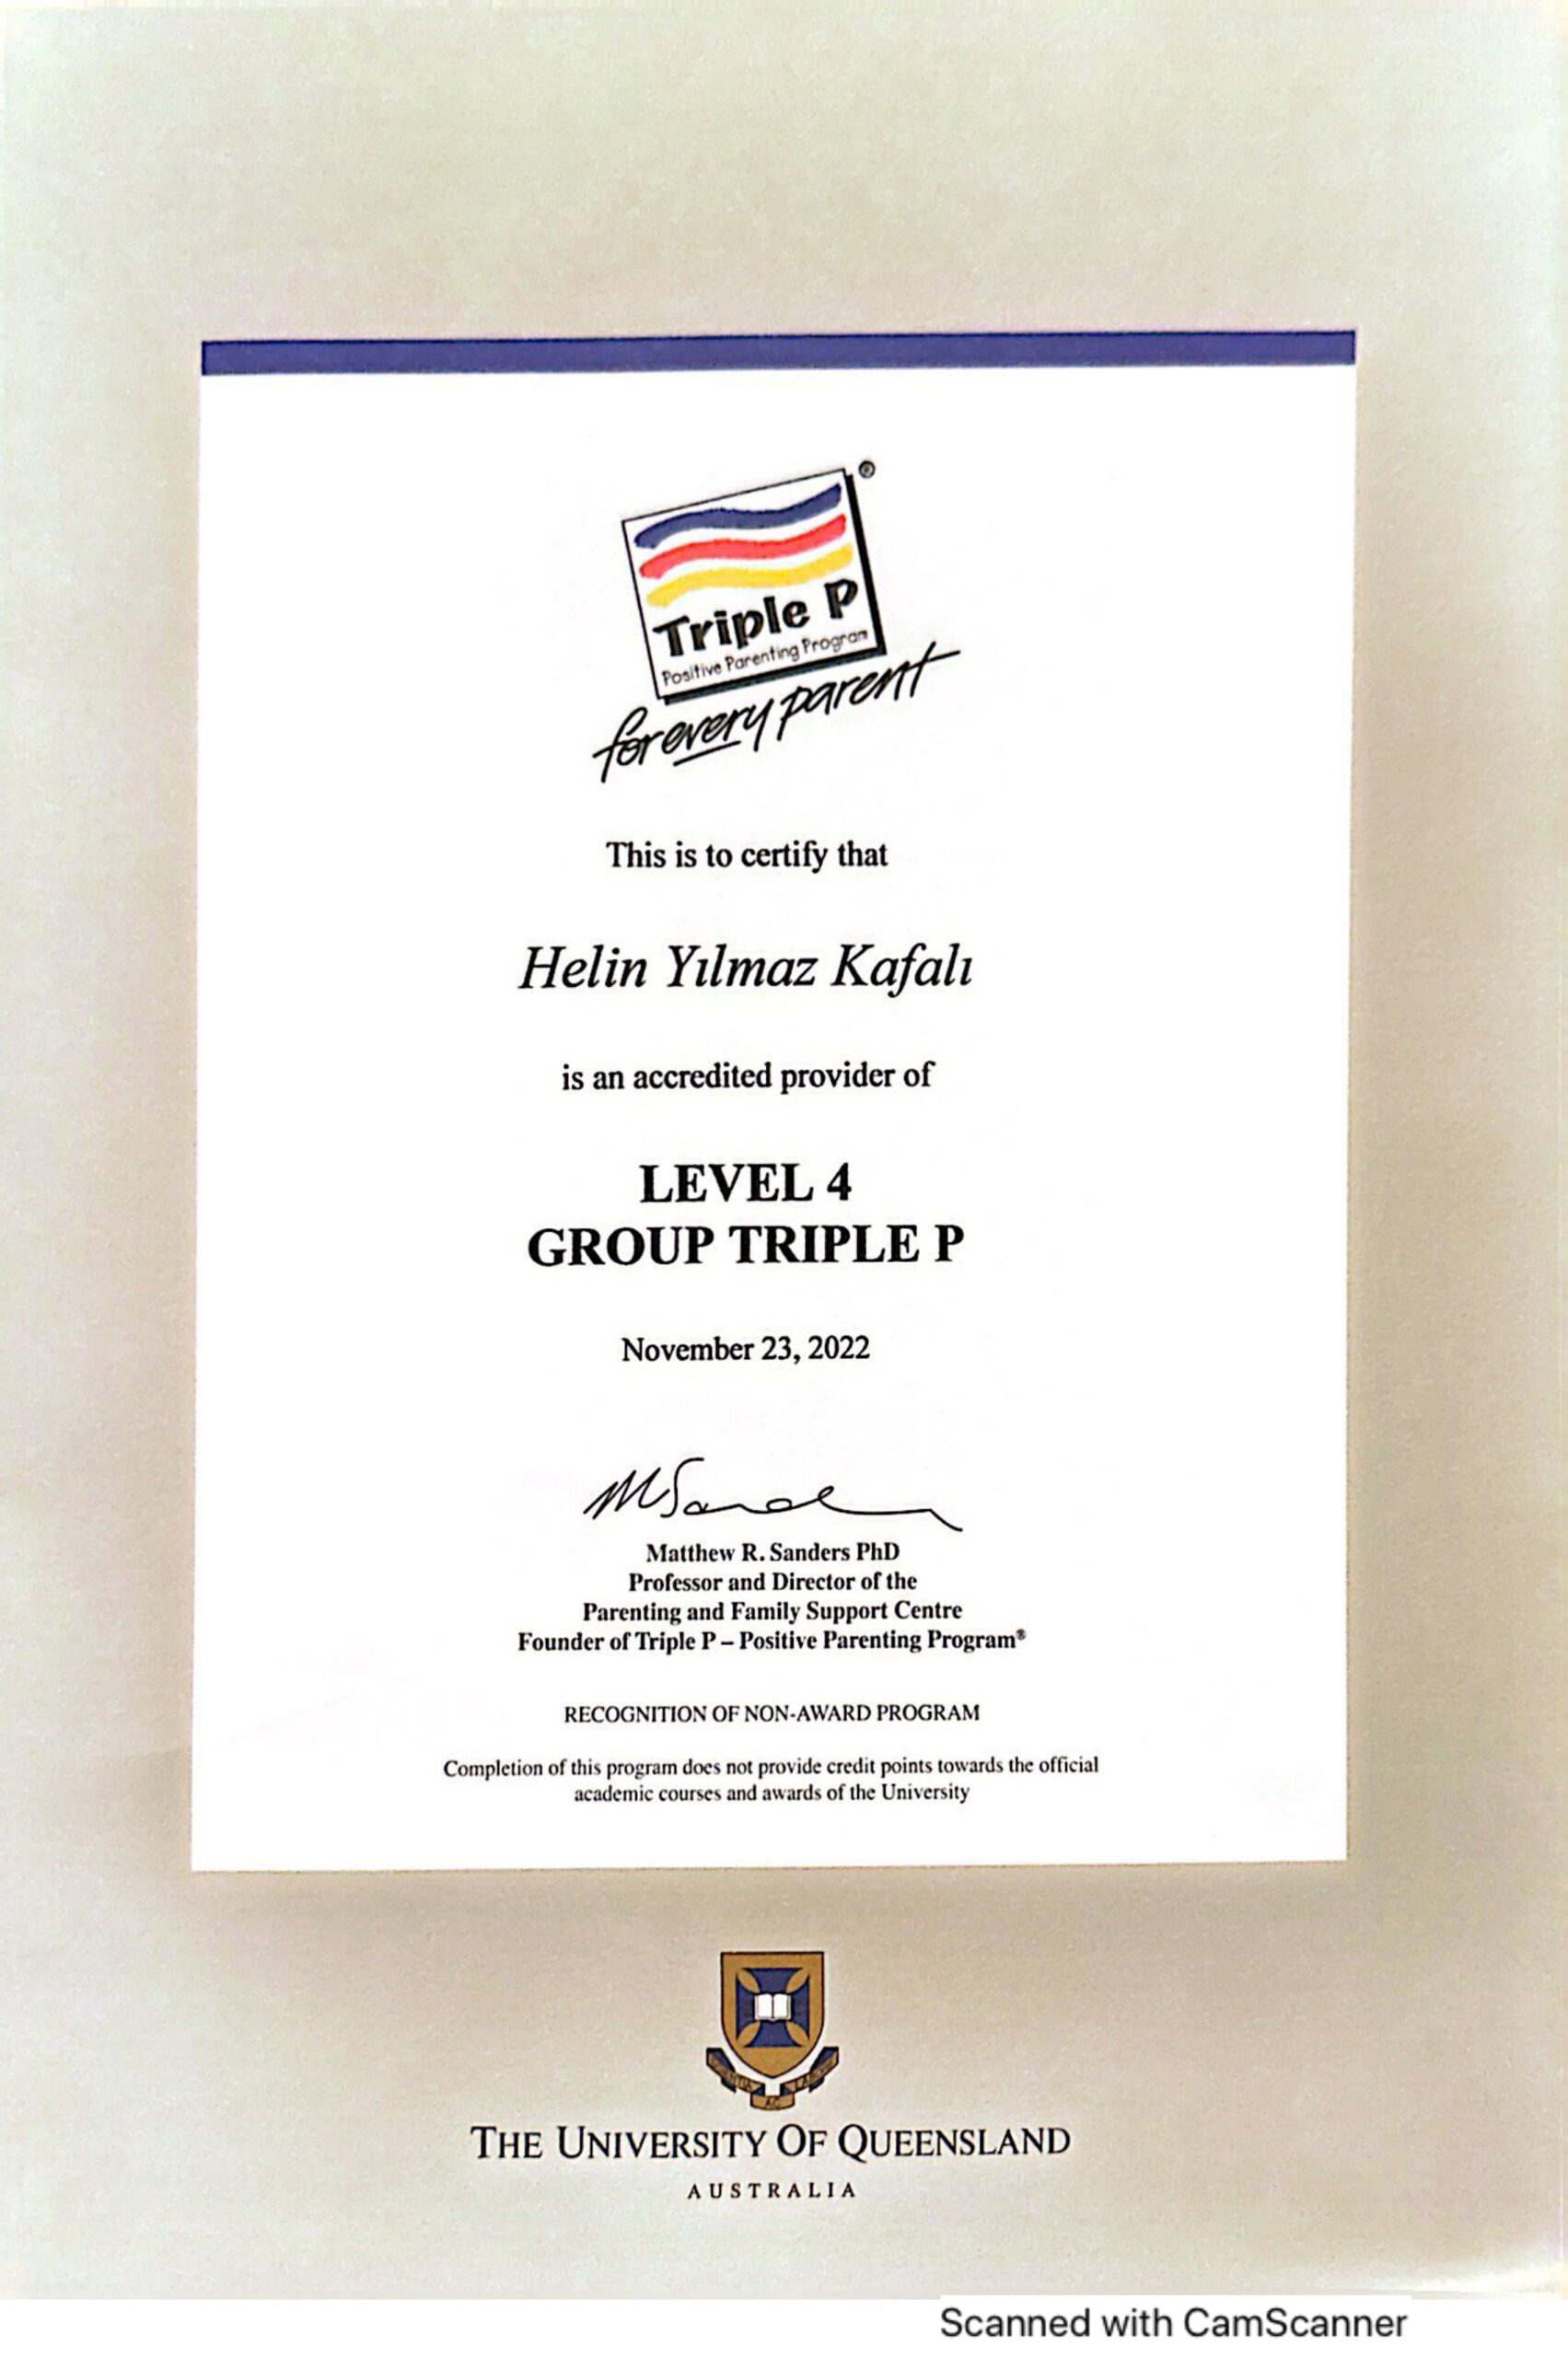 ®
Triple P
Positive Parenting Program
for every parent
This is to certify that
Helin Yılmaz Kafalı
is an accredited provider of
LEVEL 4
GROUP TRIPLE P
November 23, 2022
Matthew R. Sanders PhD
Professor and Director of the
Parenting and Family Support Centre
Founder of Triple P – Positive Parenting Program®
RECOGNITION OF NON-AWARD PROGRAM
Completion of this program does not provide credit points towards the official
academic courses and awards of the University
THE UNIVERSITY OF QUEENSLAND
AUSTRALIA
Scanned with CamScanner